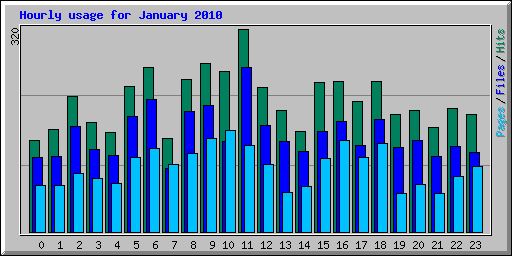 Hourly usage for January 2010
320
Pages / Files / Hits
0 1 2 3 4 5 6 7 8 9 10 11 12 13 14 15 16 17 18 19 20 21 22 23